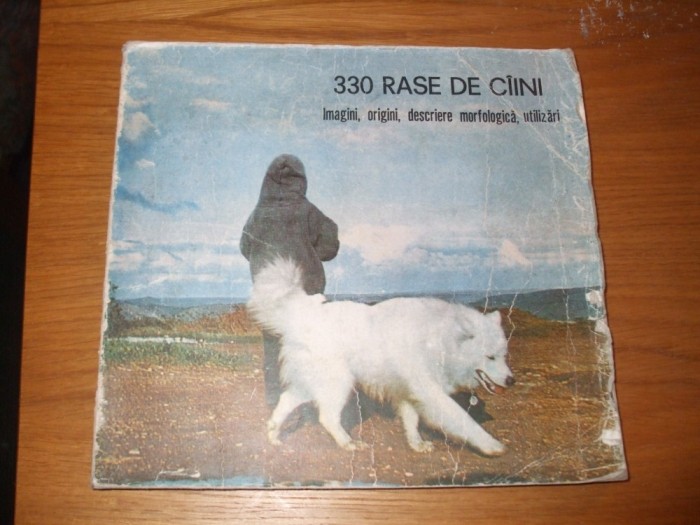 330 RASE DE CÎINI
Imagini, origini, descriere morfologică, utilizări